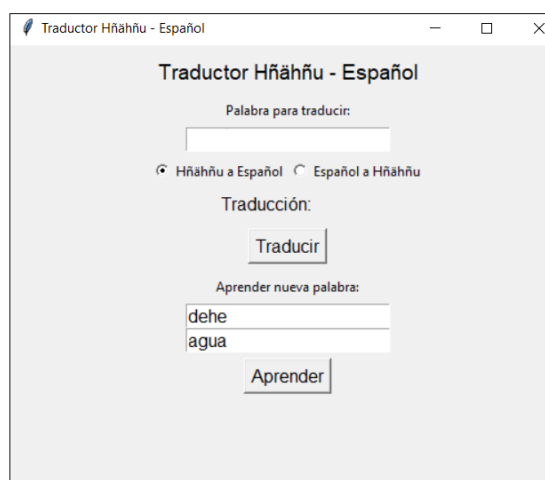 Traductor Hñähñu - Español
Traductor Hñähñu - Español
Palabra para traducir:
Hñähñu a Español Español a Hñähñu
Traducción:
Traducir
Aprender nueva palabra:
dehe
agua
Aprender